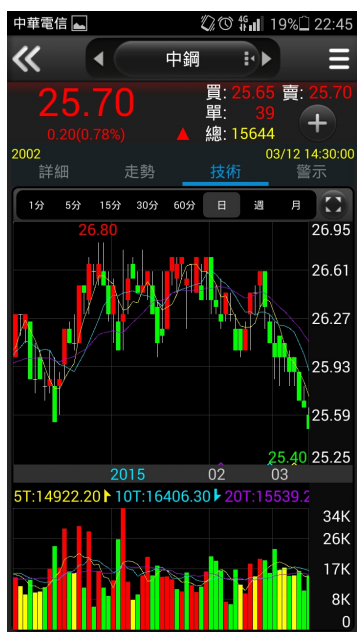 中華電信 4G 19% 22:45
中鋼
25.70 買: 25.65 賣: 25.70
單: 39
0.20(0.78%) 總: 15644
2002 03/12 14:30:00
詳細 走勢 技術 警示
1分 5分 15分 30分 60分 日 週 月
26.80 26.95
26.61
26.27
25.93
25.59
25.40 25.25
2015 02 03
5T:14922.20 10T:16406.30 20T:15539.2
34K
26K
17K
8K
0